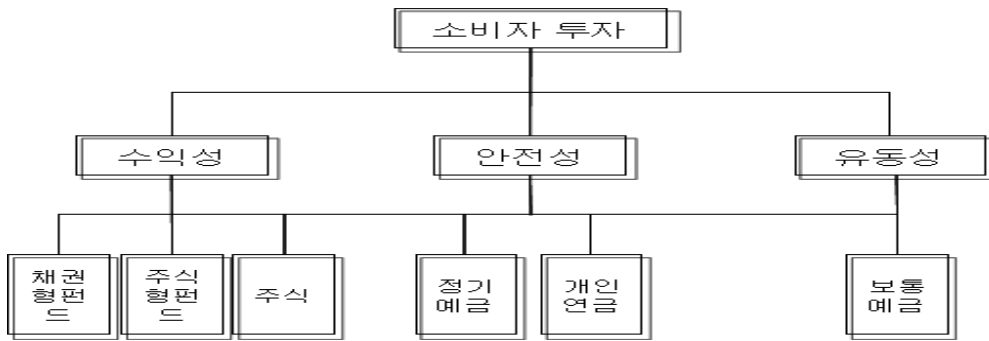 소비자 투자
수익성
안전성
유동성
채권
형펀
드
주식
형펀
드
주식
정기
예금
개인
연금
보통
예금